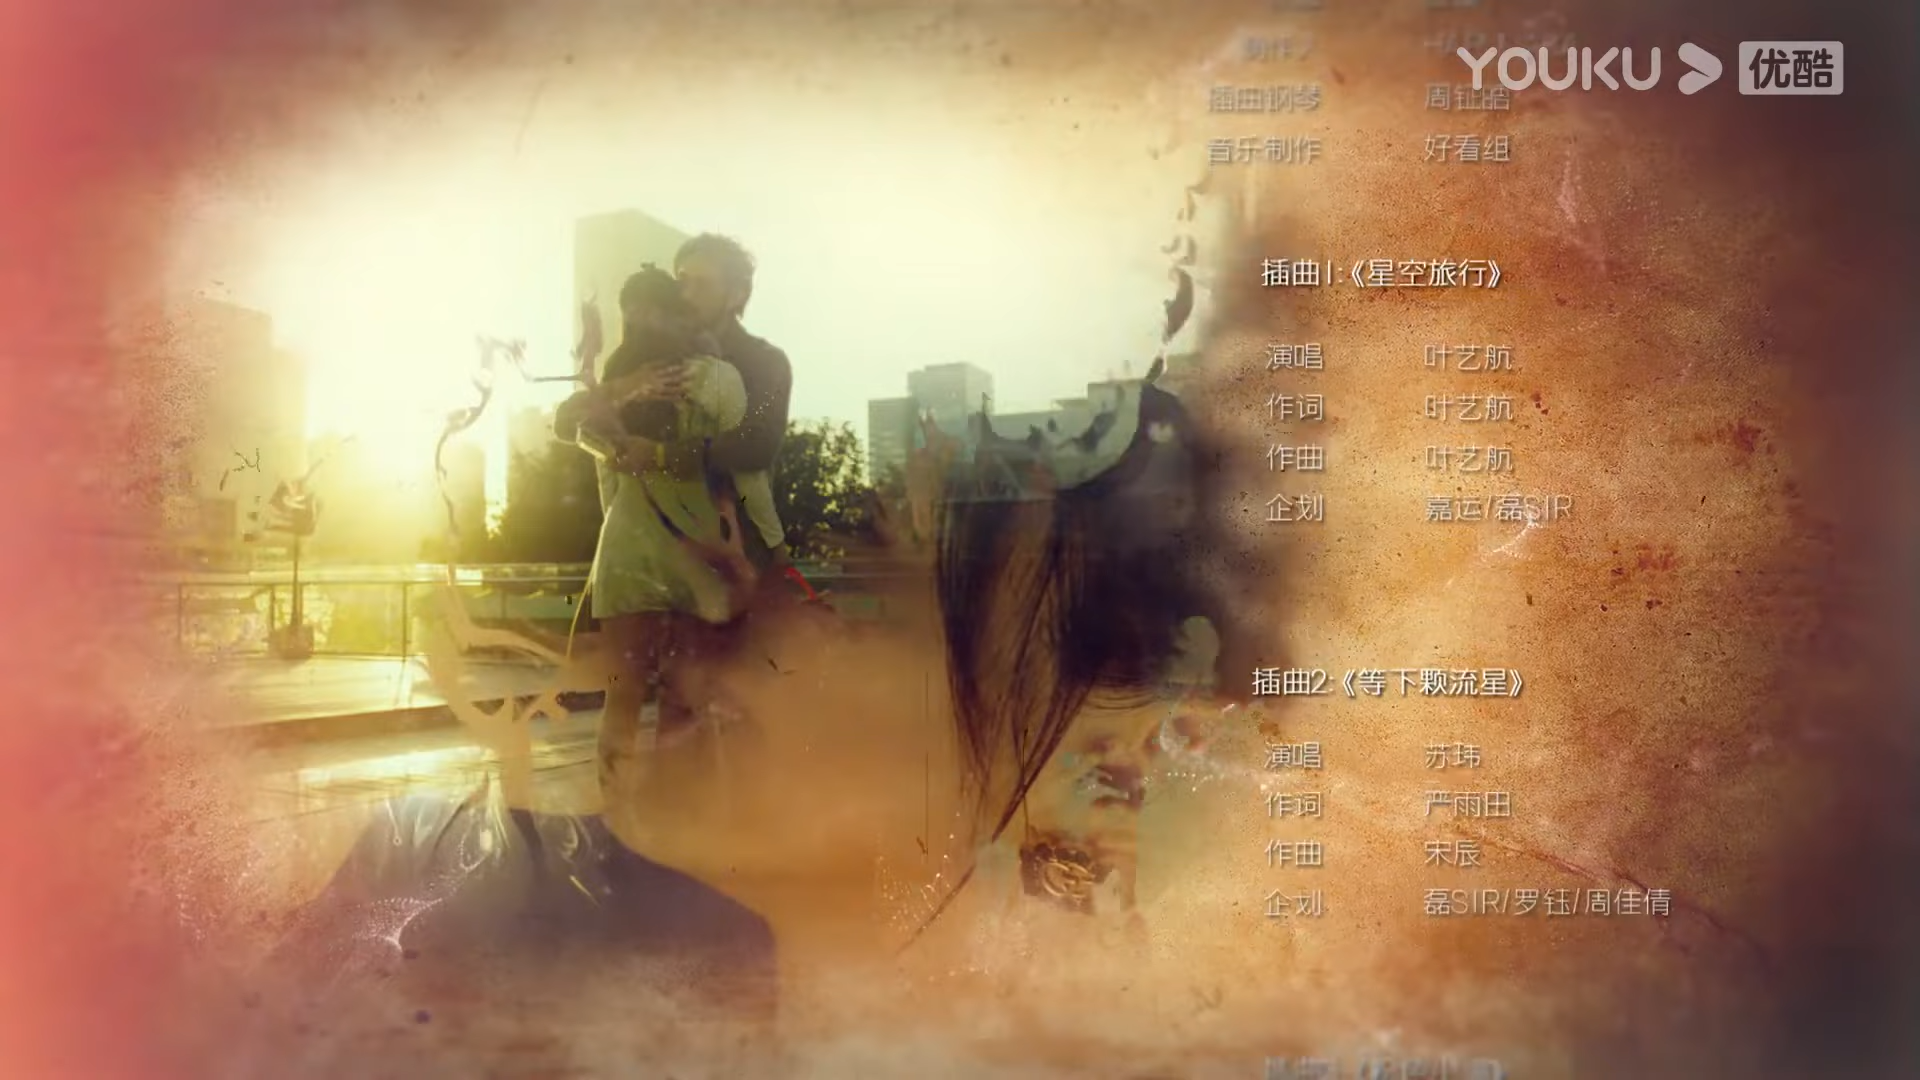 YOUKU 优酷
插曲钢琴 周钲皓
音乐制作 好看组
插曲1:《星空旅行》
演唱 叶艺航
作词 叶艺航
作曲 叶艺航
企划 嘉运/磊SIR
插曲2:《等下颗流星》
演唱 苏玮
作词 严雨田
作曲 宋辰
企划 磊SIR/罗钰/周佳倩